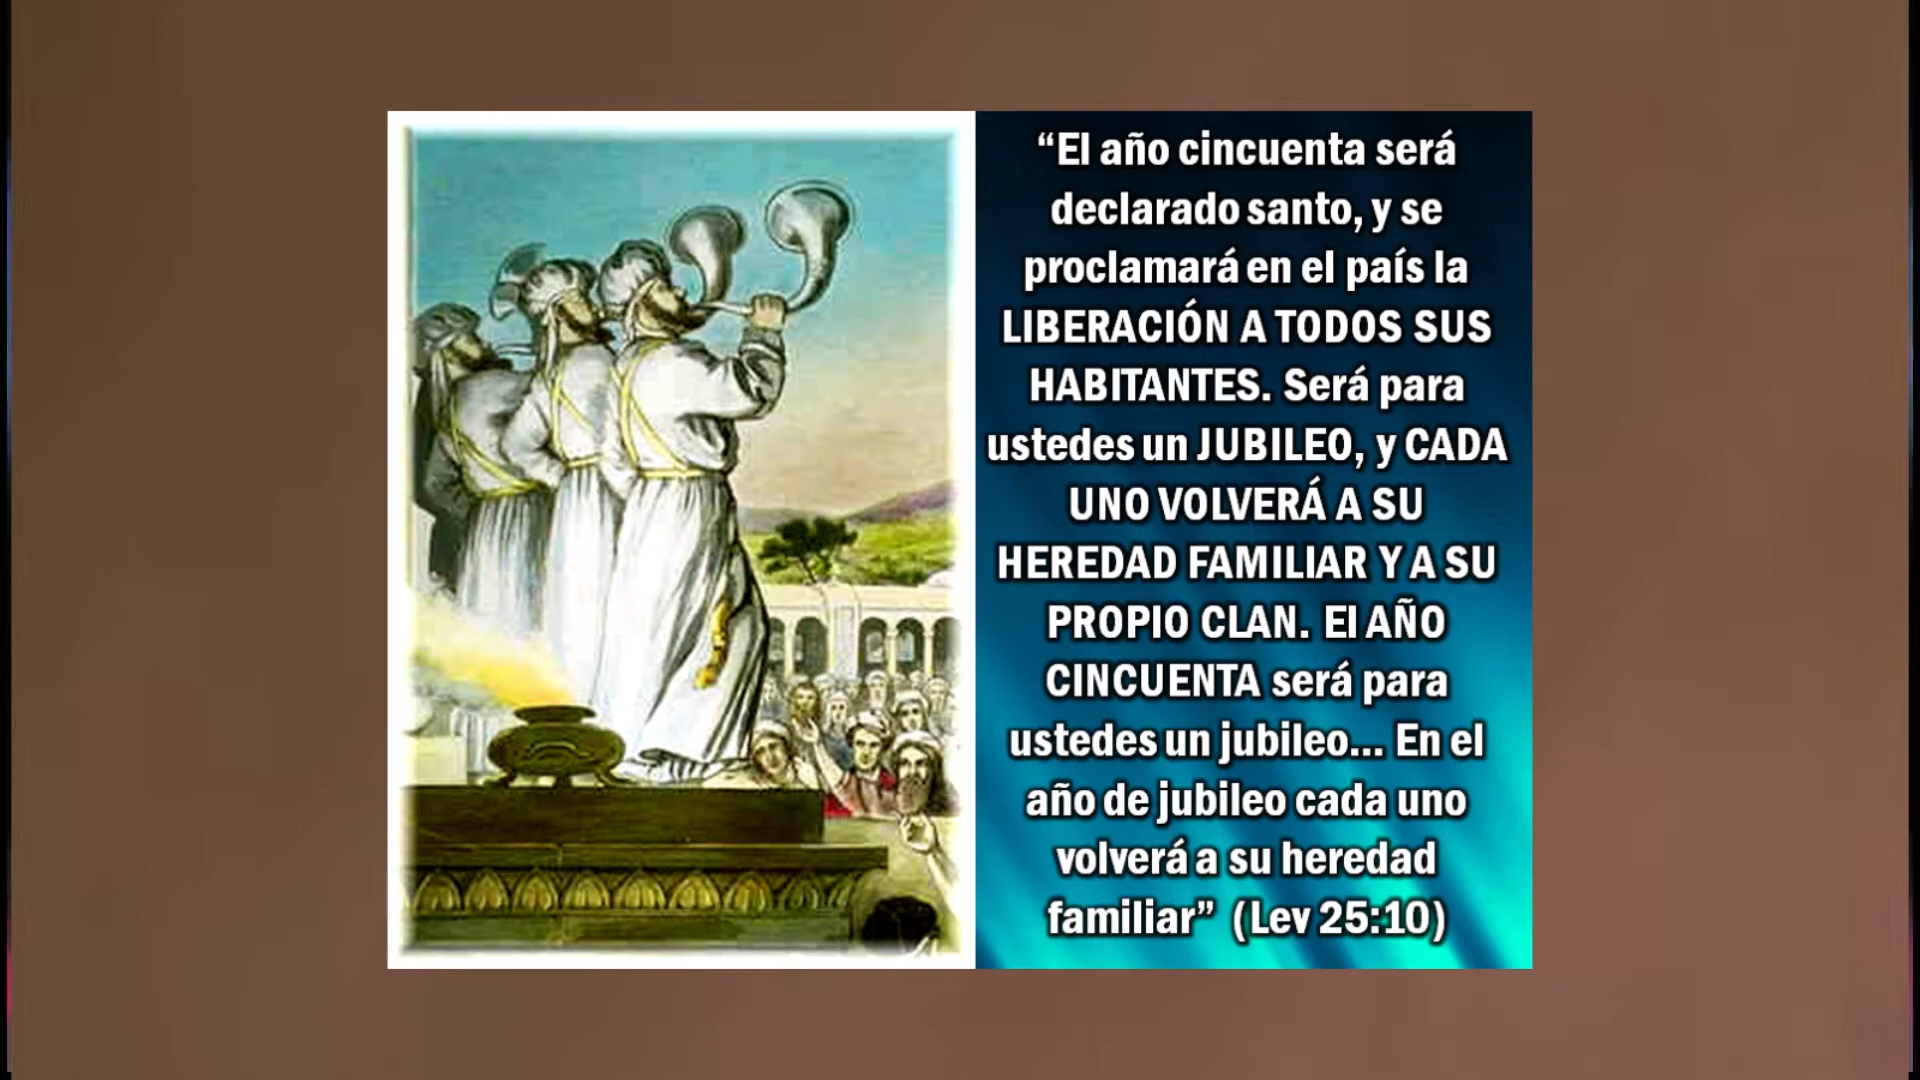 “El año cincuenta será
declarado santo, y se
proclamará en el país la
LIBERACIÓN A TODOS SUS
HABITANTES. Será para
ustedes un JUBILEO, y CADA
UNO VOLVERÁ A SU
HEREDAD FAMILIAR Y A SU
PROPIO CLAN. El AÑO
CINCUENTA será para
ustedes un jubileo... En el
año de jubileo cada uno
volverá a su heredad
familiar” (Lev 25:10)